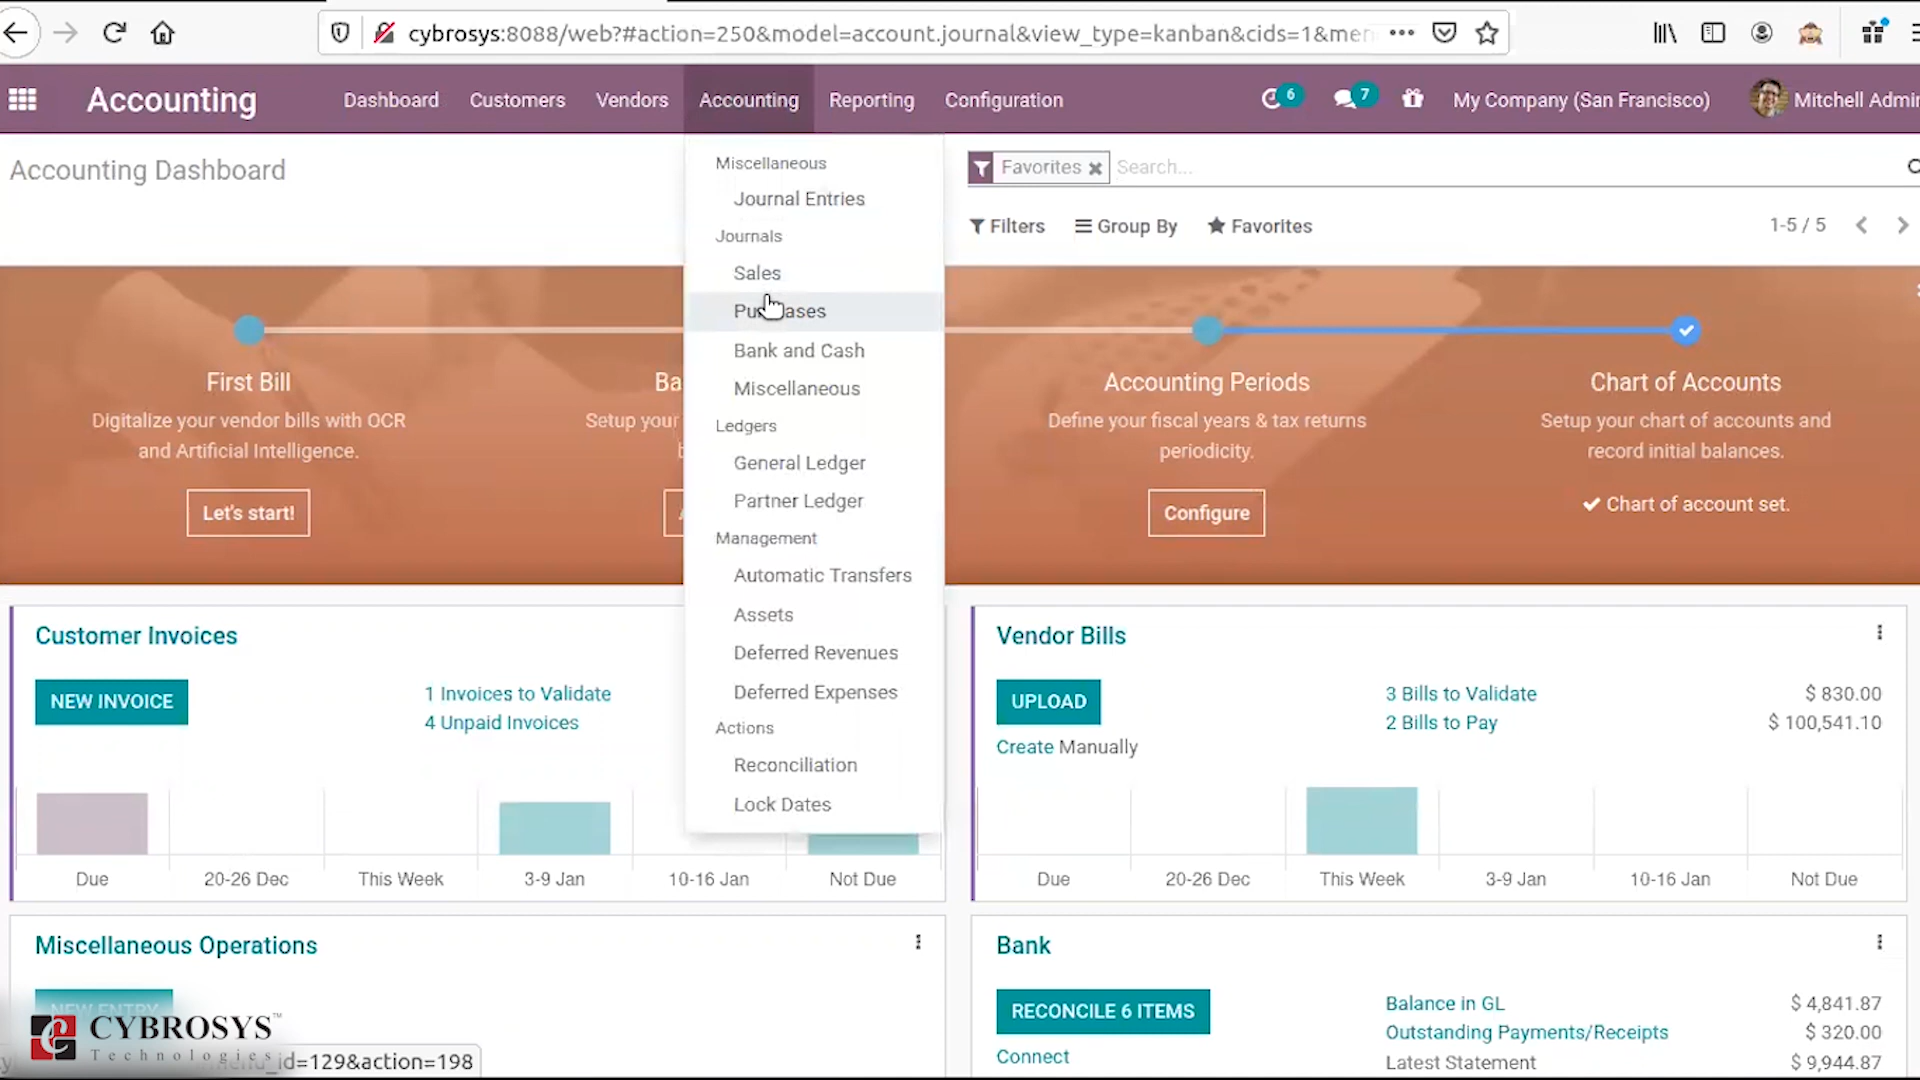 cybrosys:8088/web?#action=250&model=account.journal&view_type=kanban&cids=1&men
Accounting
Dashboard
Customers
Vendors
Accounting
Reporting
Configuration
6
7
My Company (San Francisco)
Mitchell Admin
Accounting Dashboard
Favorites
Search...
Filters
Group By
Favorites
1-5 / 5
Miscellaneous
Journal Entries
Journals
Sales
Purchases
Bank and Cash
Miscellaneous
Ledgers
General Ledger
Partner Ledger
Management
Automatic Transfers
Assets
Deferred Revenues
Deferred Expenses
Actions
Reconciliation
Lock Dates
First Bill
Digitalize your vendor bills with OCR
and Artificial Intelligence.
Let's start!
Ba
Setup your
Accounting Periods
Define your fiscal years & tax returns
periodicity.
Configure
Chart of Accounts
Setup your chart of accounts and
record initial balances.
Chart of account set.
Customer Invoices
NEW INVOICE
1 Invoices to Validate
4 Unpaid Invoices
Due
20-26 Dec
This Week
3-9 Jan
10-16 Jan
Not Due
Vendor Bills
UPLOAD
Create Manually
3 Bills to Validate
$ 830.00
2 Bills to Pay
$ 100,541.10
Due
20-26 Dec
This Week
3-9 Jan
10-16 Jan
Not Due
Miscellaneous Operations
NEW ENTRY
Bank
RECONCILE 6 ITEMS
Connect
Balance in GL
$ 4,841.87
Outstanding Payments/Receipts
$ 320.00
Latest Statement
$ 9,944.87
CYBROSYS™
Technologies
menu_id=129&action=198